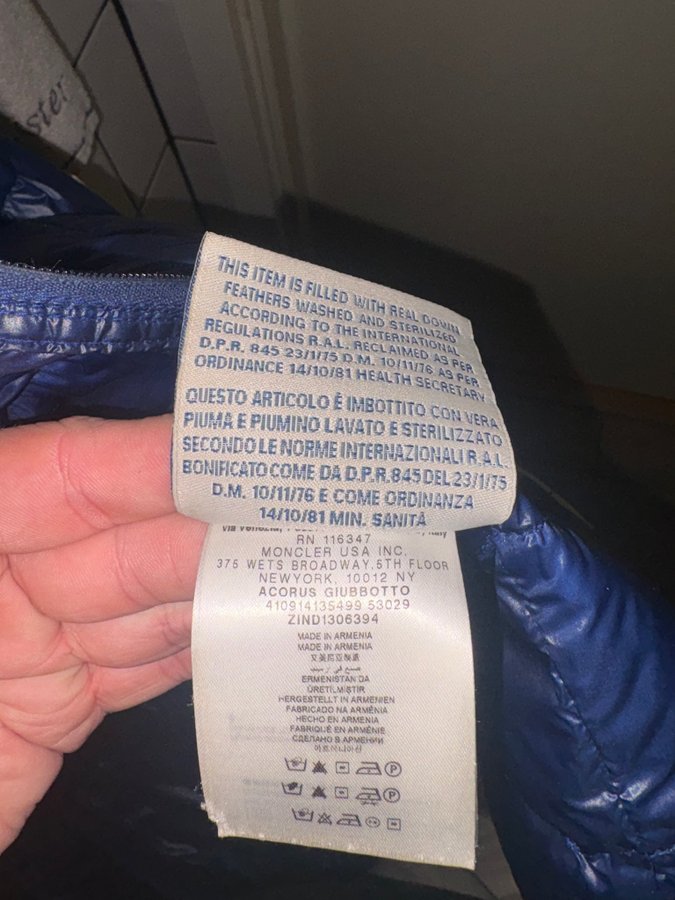 ster
THIS ITEM IS FILLED WITH REAL DOWN
FEATHERS WASHED AND STERILIZED
ACCORDING TO THE INTERNATIONAL
REGULATIONS R.A.L. RECLAIMED AS PER
D.P.R. 845 23/1/75 D.M. 10/11/76 AS PER
ORDINANCE 14/10/81 HEALTH SECRETARY
QUESTO ARTICOLO È IMBOTTITO CON VERA
PIUMA E PIUMINO LAVATO E STERILIZZATO
SECONDO LE NORME INTERNAZIONALI R.A.L.
BONIFICATO COME DA D.P.R. 845 DEL 23/1/75
D.M. 10/11/76 E COME ORDINANZA
14/10/81 MIN. SANITÀ
RN 116347
MONCLER USA INC.
375 WETS BROADWAY.5TH FLOOR
NEWYORK, 10012 NY
ACORUS GIUBBOTTO
410914135499 53029
ZIND1306394
MADE IN ARMENIA
MADE IN ARMENIA
ERMENISTAN'DA
ÜRETİLMİŞTİR
HERGESTELLT IN ARMENIEN
FABRICADO NA ARMÉNIA
HECHO EN ARMENIA
FABRIQUÉ EN ARMÉNIE
СДЕЛАНО В АРМЕНИИ